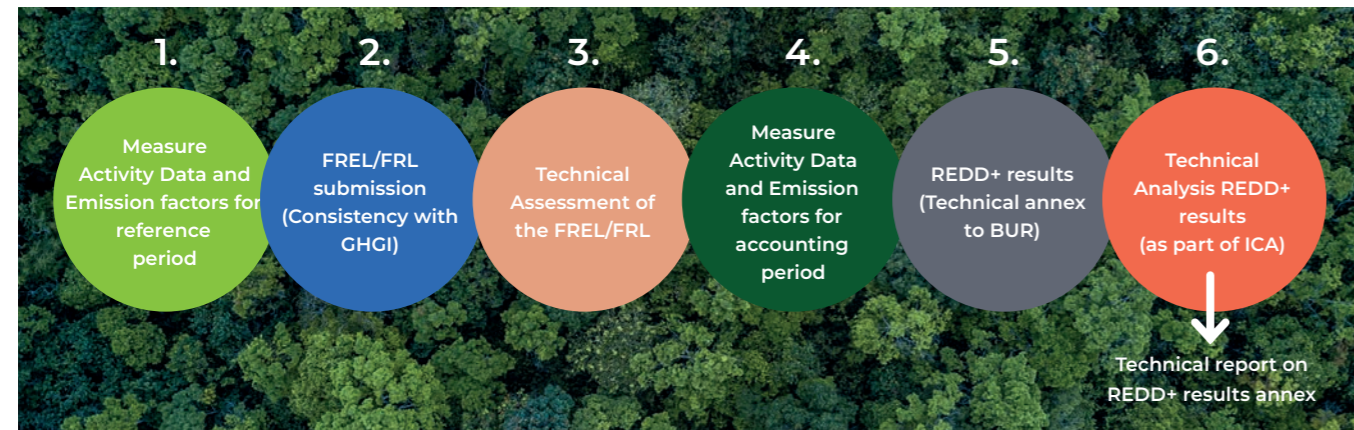 1.
Measure
Activity Data and
Emission factors for
reference
period
2.
FREL/FRL
submission
(Consistency with
GHGI)
3.
Technical
Assessment of
the FREL/FRL
4.
Measure
Activity Data
and Emission
factors for
accounting
period
5.
REDD+ results
(Technical annex
to BUR)
6.
Technical
Analysis REDD+
results
(as part of ICA)
Technical report on
REDD+ results annex